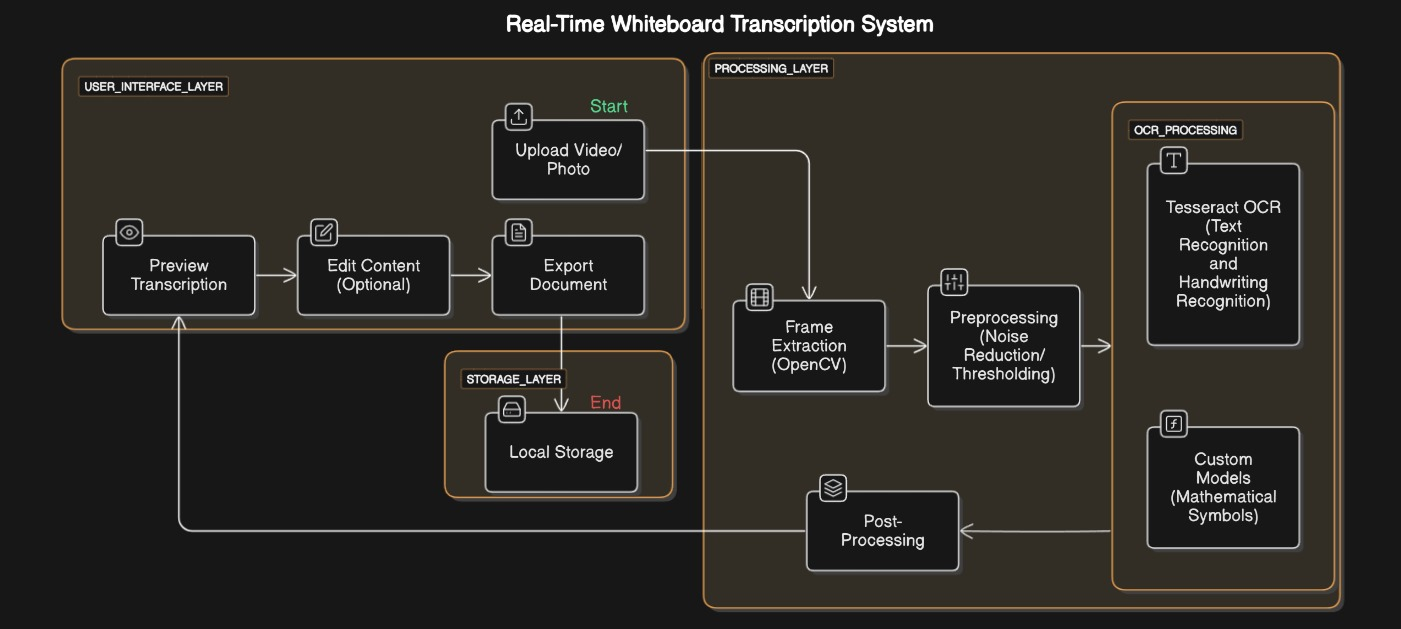 Real-Time Whiteboard Transcription System
USER_INTERFACE_LAYER
Start
Upload Video/
Photo
Preview
Transcription
Edit Content
(Optional)
Export
Document
STORAGE_LAYER
End
Local Storage
PROCESSING_LAYER
Frame
Extraction
(OpenCV)
Preprocessing
(Noise
Reduction/
Thresholding)
OCR_PROCESSING
T
Tesseract OCR
(Text
Recognition
and
Handwriting
Recognition)
f
Custom
Models
(Mathematical
Symbols)
Post-
Processing